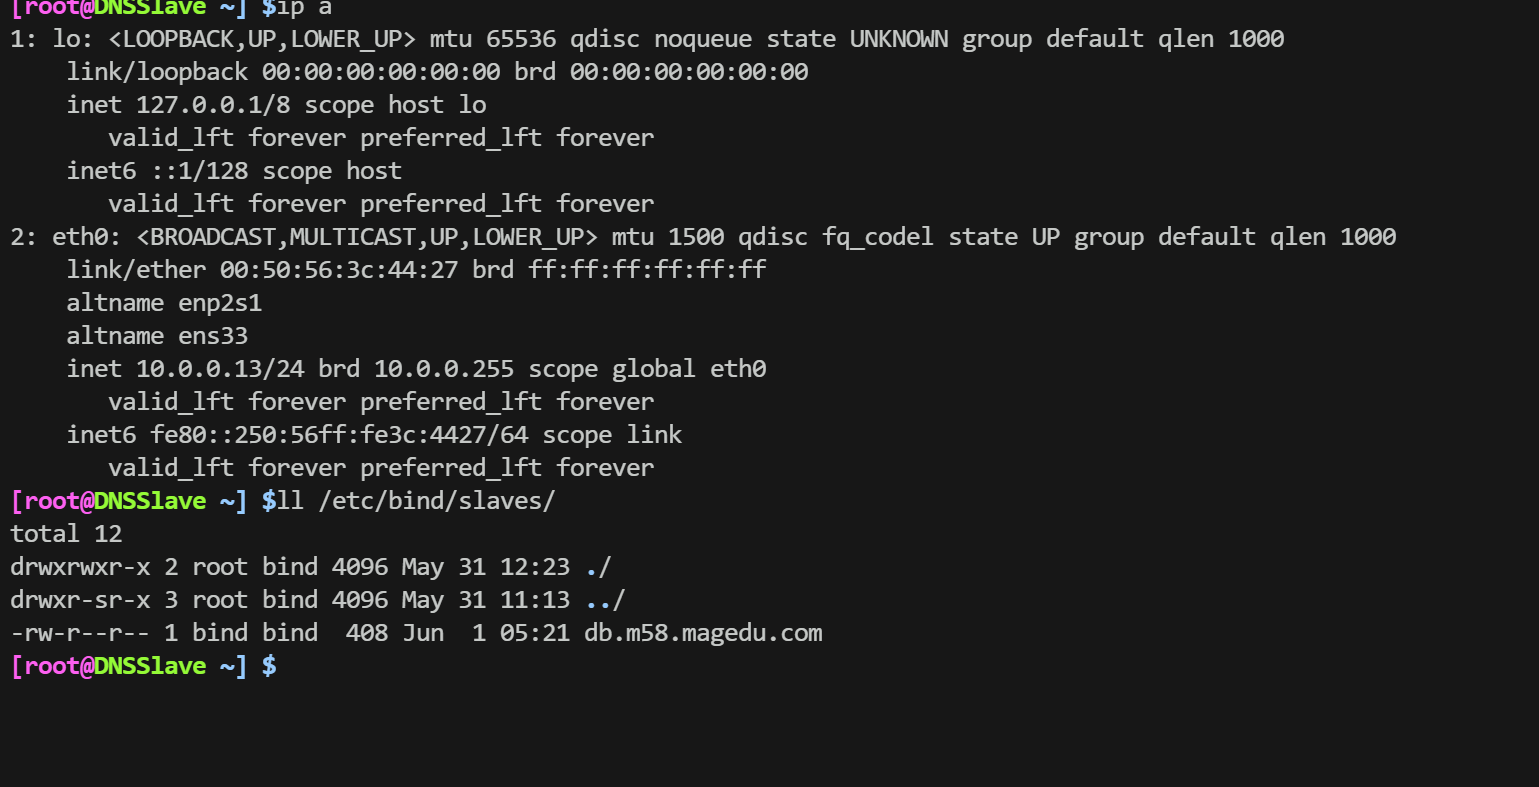 [root@DNSSlave ~] $ip a
1: lo: <LOOPBACK,UP,LOWER_UP> mtu 65536 qdisc noqueue state UNKNOWN group default qlen 1000
    link/loopback 00:00:00:00:00:00 brd 00:00:00:00:00:00
    inet 127.0.0.1/8 scope host lo
       valid_lft forever preferred_lft forever
    inet6 ::1/128 scope host
       valid_lft forever preferred_lft forever
2: eth0: <BROADCAST,MULTICAST,UP,LOWER_UP> mtu 1500 qdisc fq_codel state UP group default qlen 1000
    link/ether 00:50:56:3c:44:27 brd ff:ff:ff:ff:ff:ff
    altname enp2s1
    altname ens33
    inet 10.0.0.13/24 brd 10.0.0.255 scope global eth0
       valid_lft forever preferred_lft forever
    inet6 fe80::250:56ff:fe3c:4427/64 scope link
       valid_lft forever preferred_lft forever
[root@DNSSlave ~] $ll /etc/bind/slaves/
total 12
drwxrwxr-x 2 root bind 4096 May 31 12:23 ./
drwxr-sr-x 3 root bind 4096 May 31 11:13 ../
-rw-r--r-- 1 bind bind  408 Jun  1 05:21 db.m58.magedu.com
[root@DNSSlave ~] $